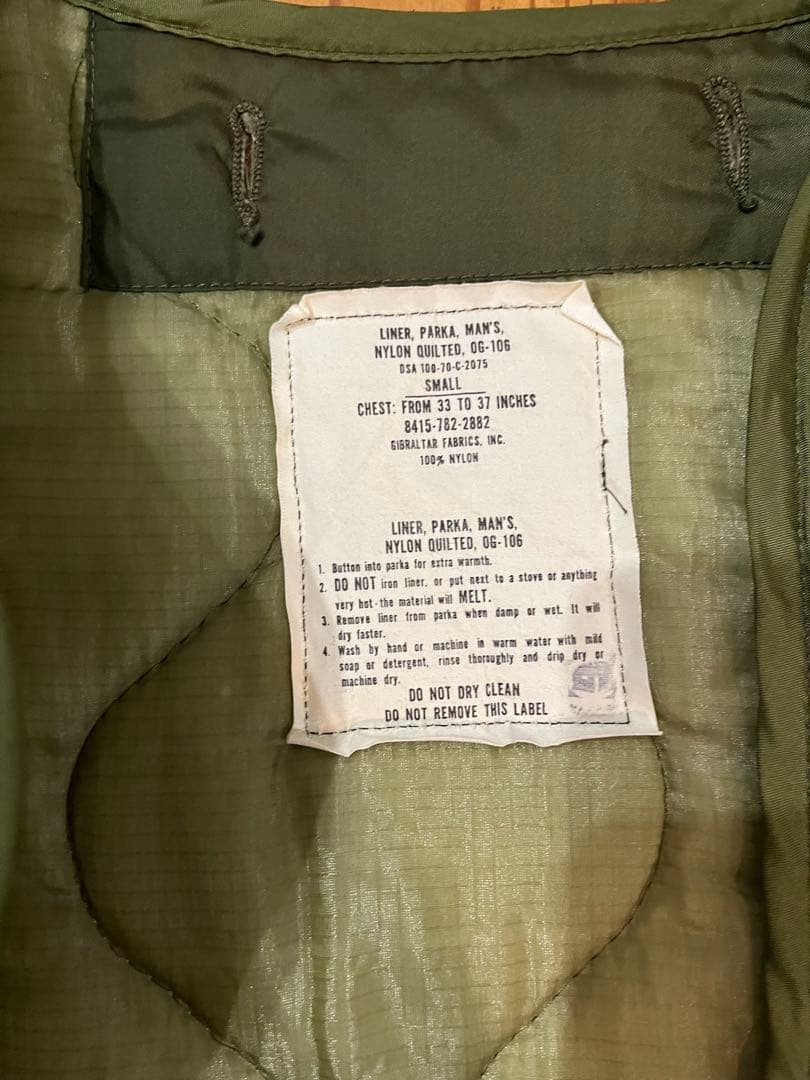 LINER, PARKA, MAN'S,
NYLON QUILTED, OG-106
DSA 100-70-C-2075
SMALL
CHEST: FROM 33 TO 37 INCHES
8415-782-2882
GIBRALTAR FABRICS, INC.
100% NYLON
LINER, PARKA, MAN'S,
NYLON QUILTED, OG-106
1. Button into parka for extra warmth.
2. DO NOT iron liner, or put next to a stove or anything
very hot-the material will MELT.
3. Remove liner from parka when damp or wet. It will
dry faster.
4. Wash by hand or machine in warm water with mild
soap or detergent, rinse thoroughly and drip dry or
machine dry.
DO NOT DRY CLEAN
DO NOT REMOVE THIS LABEL